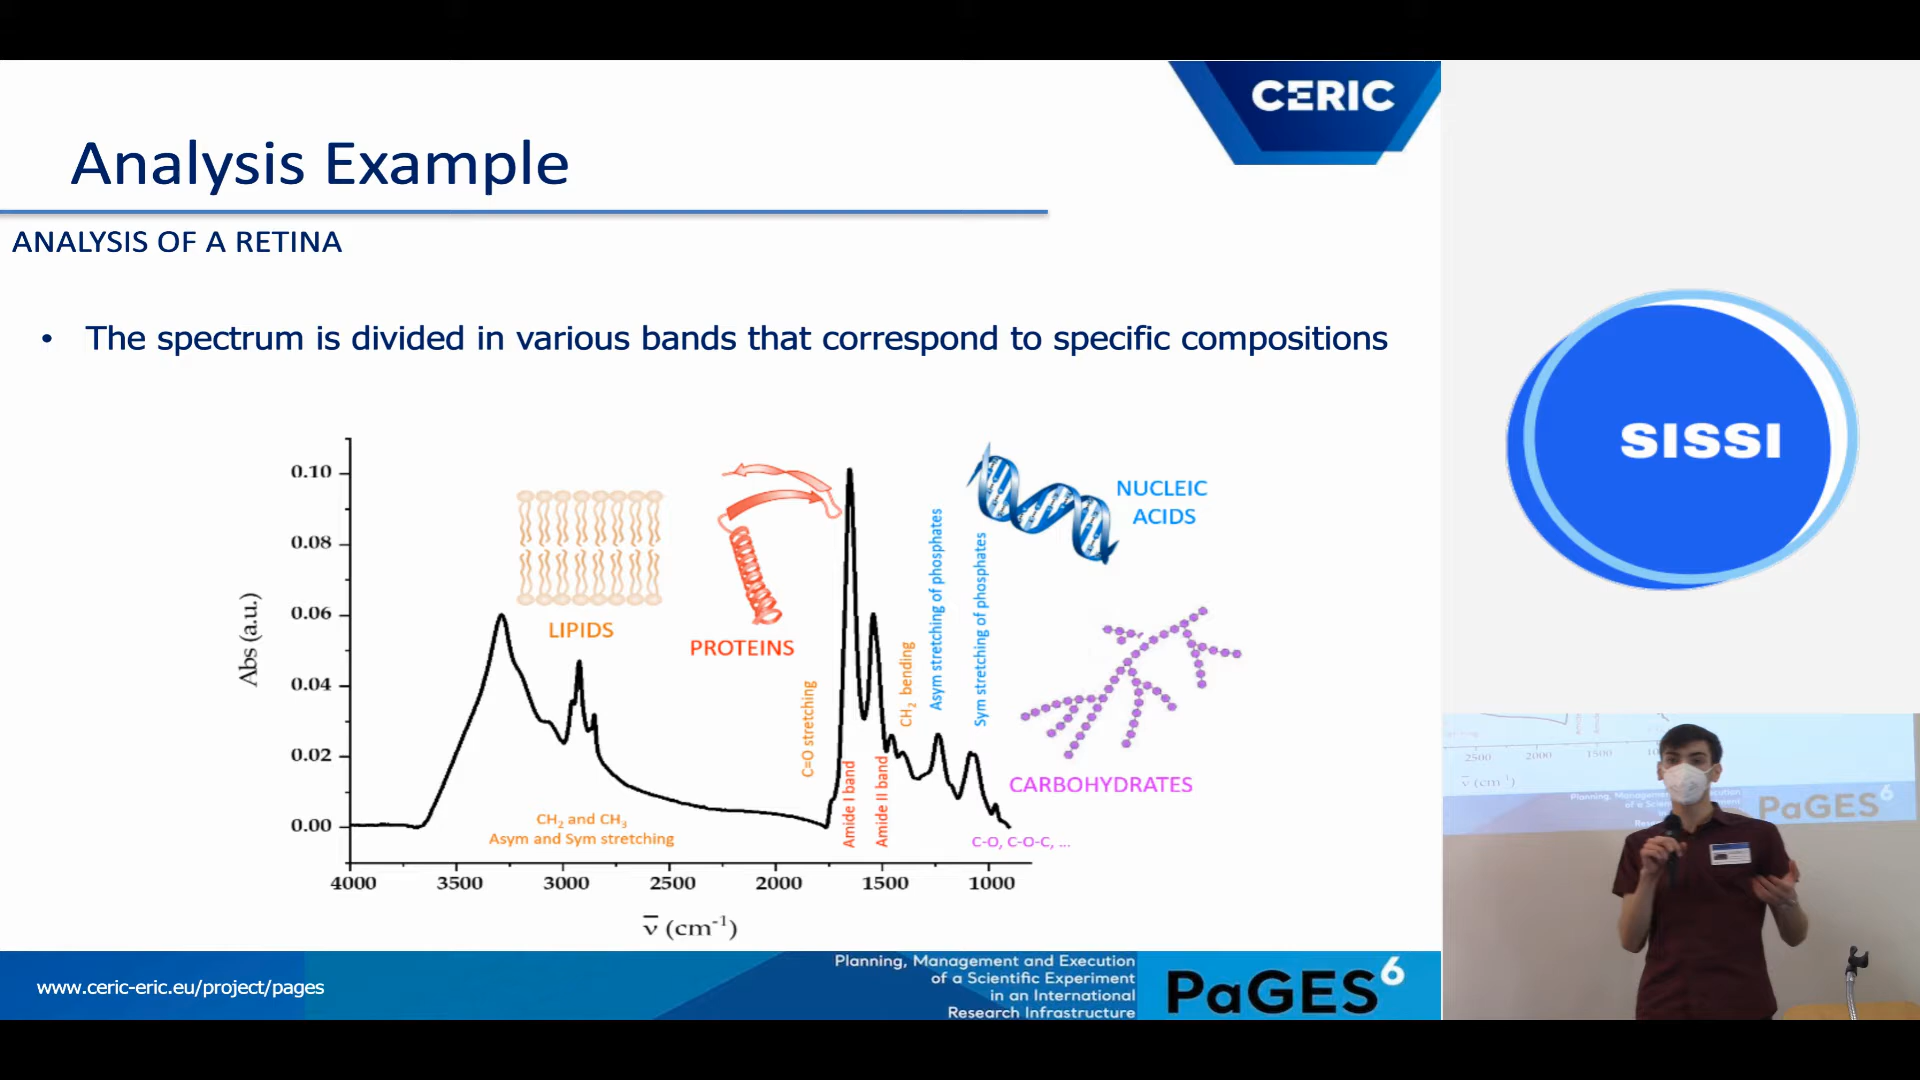 CERIC
Analysis Example
ANALYSIS OF A RETINA
• The spectrum is divided in various bands that correspond to specific compositions
Abs (a.u.)
0.10
0.08
0.06
0.04
0.02
0.00
4000 3500 3000 2500 2000 1500 1000
ν̅ (cm⁻¹)
LIPIDS
CH₂ and CH₃
Asym and Sym stretching
PROTEINS
C=O stretching
Amide I band
Amide II band
CH₂ bending
Asym stretching of phosphates
Sym stretching of phosphates
NUCLEIC
ACIDS
CARBOHYDRATES
C-O, C-O-C, ...
www.ceric-eric.eu/project/pages
Planning, Management and Execution
of a Scientific Experiment
in an International
Research Infrastructure
PaGES⁶
SISSI
2500 2000 1500
ν̅ (cm⁻¹)
PaGES⁶